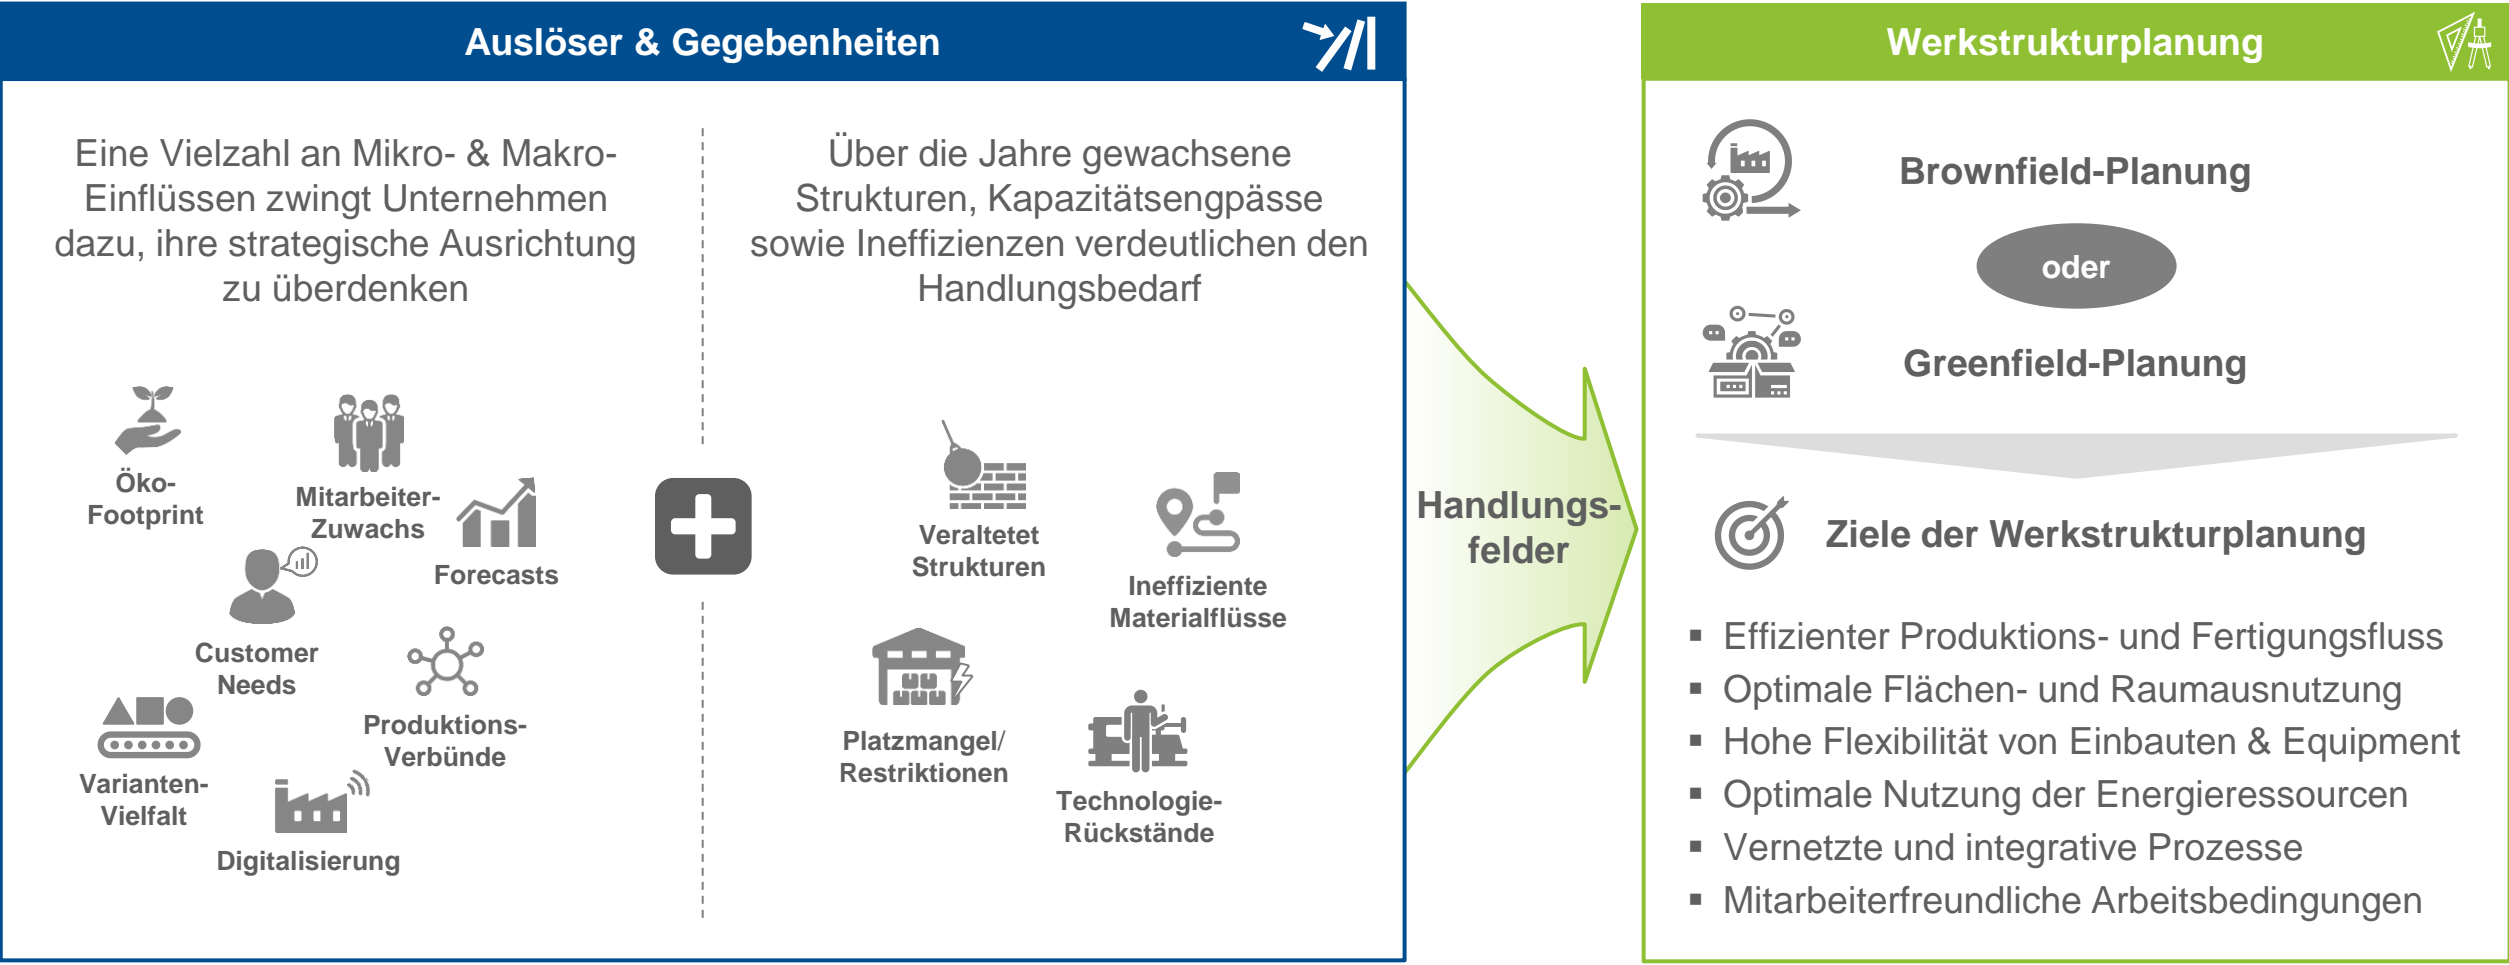 Auslöser & Gegebenheiten
Eine Vielzahl an Mikro- & Makro-
Einflüssen zwingt Unternehmen
dazu, ihre strategische Ausrichtung
zu überdenken
Öko-
Footprint
Mitarbeiter-
Zuwachs
Forecasts
Customer
Needs
Produktions-
Verbünde
Varianten-
Vielfalt
Digitalisierung
Über die Jahre gewachsene
Strukturen, Kapazitätsengpässe
sowie Ineffizienzen verdeutlichen den
Handlungsbedarf
Veraltetet
Strukturen
Ineffiziente
Materialflüsse
Platzmangel/
Restriktionen
Technologie-
Rückstände
Handlungs-
felder
Werkstrukturplanung
Brownfield-Planung
oder
Greenfield-Planung
Ziele der Werkstrukturplanung
▪ Effizienter Produktions- und Fertigungsfluss
▪ Optimale Flächen- und Raumausnutzung
▪ Hohe Flexibilität von Einbauten & Equipment
▪ Optimale Nutzung der Energieressourcen
▪ Vernetzte und integrative Prozesse
▪ Mitarbeiterfreundliche Arbeitsbedingungen